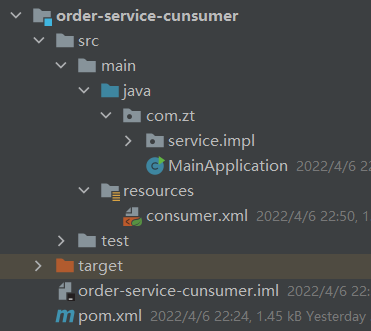 order-service-cunsumer
src
main
java
com.zt
service.impl
MainApplication 2022/4/6 22
resources
consumer.xml 2022/4/6 22:50, 1
test
target
order-service-cunsumer.iml 2022/4/6 22:
pom.xml 2022/4/6 22:24, 1.45 kB Yesterday